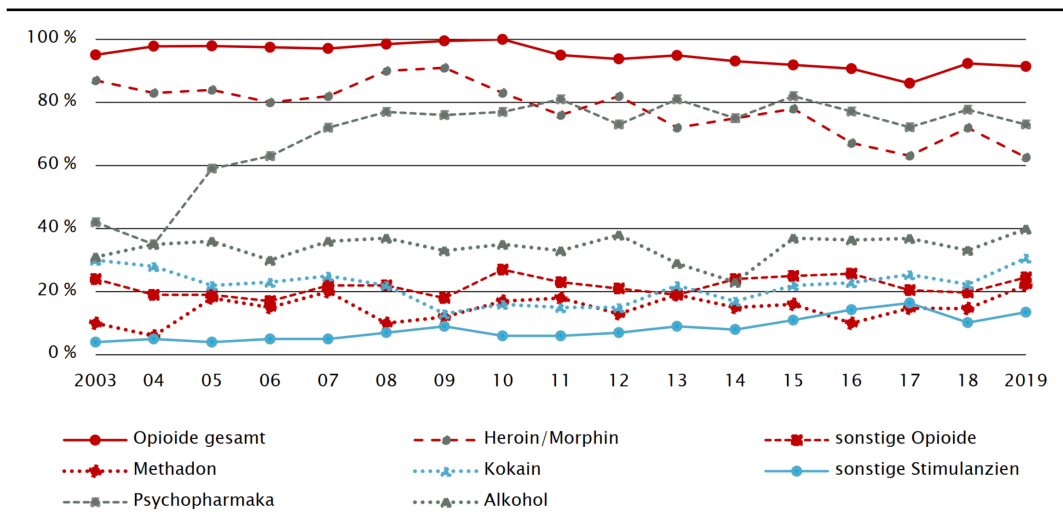 100 %
80 %
60 %
40 %
20 %
0 %
2003 04 05 06 07 08 09 10 11 12 13 14 15 16 17 18 2019
Opioide gesamt Heroin/Morphin sonstige Opioide
Methadon Kokain sonstige Stimulanzien
Psychopharmaka Alkohol